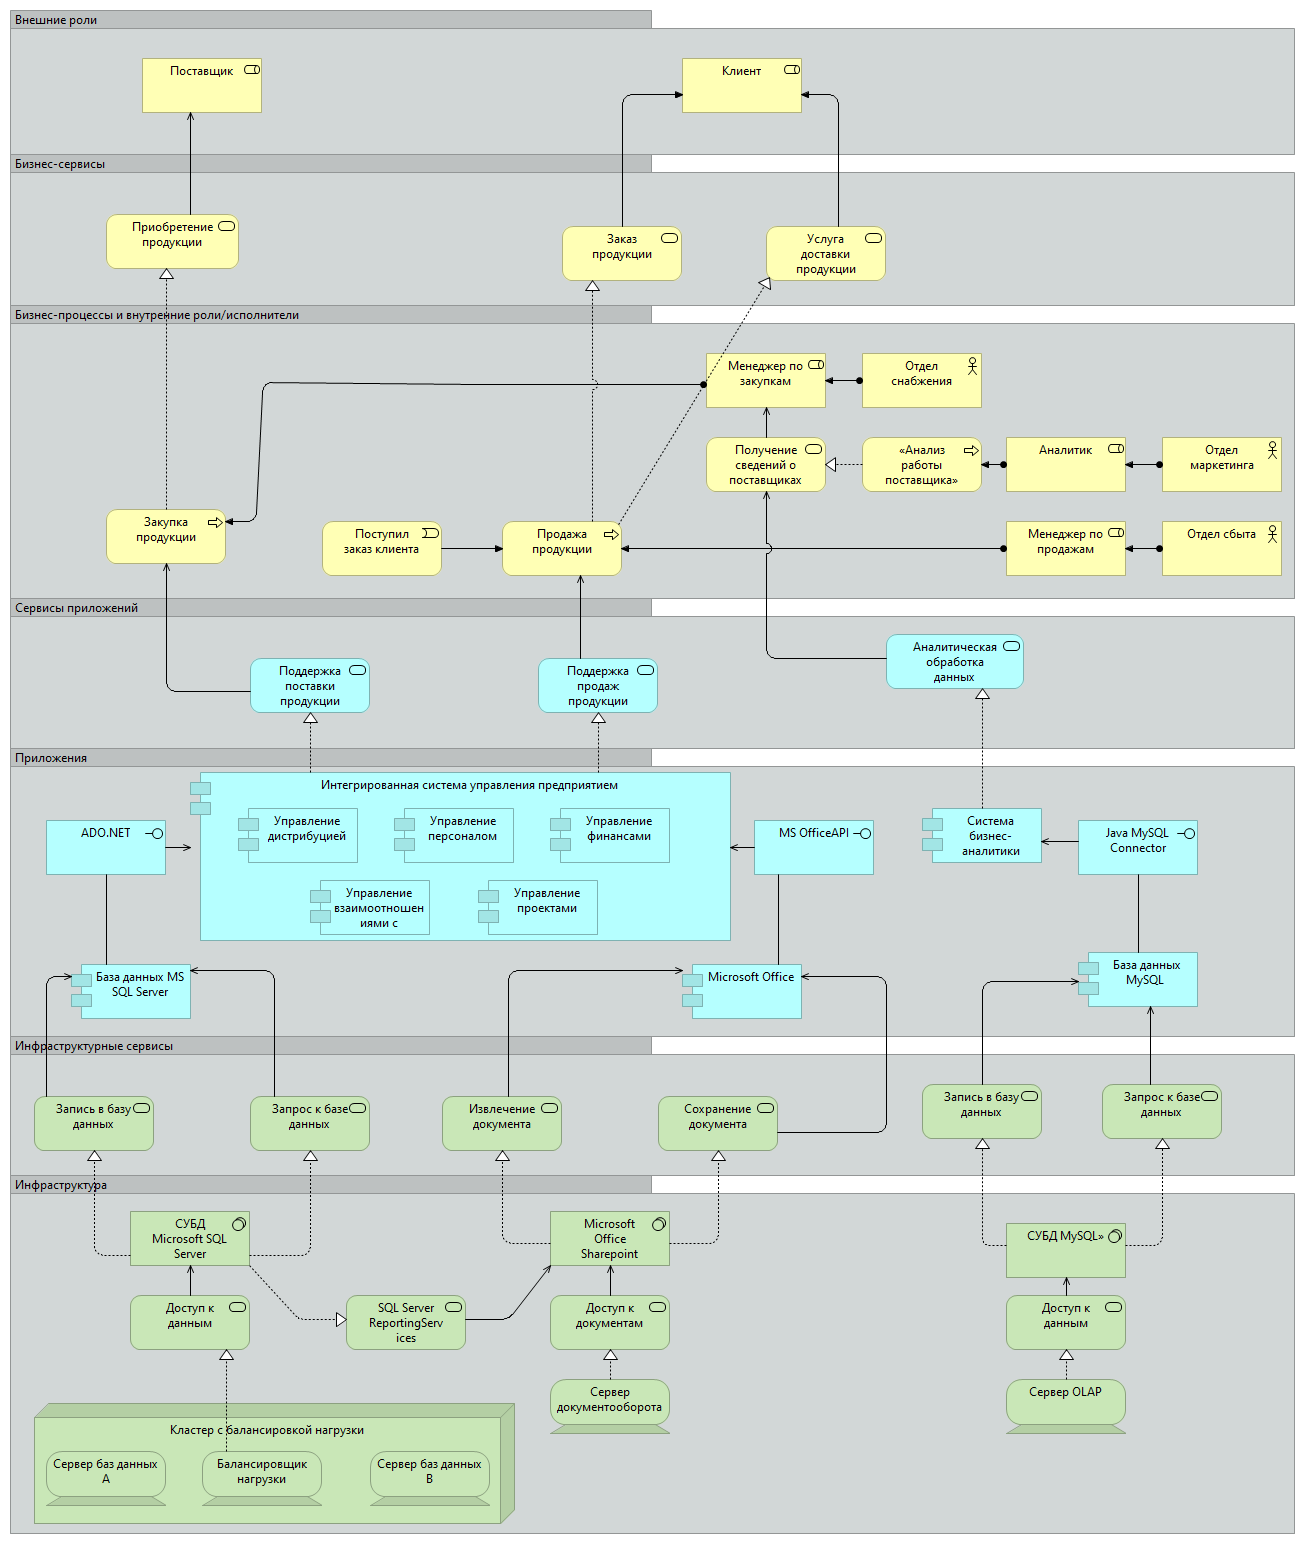 Внешние роли
Поставщик
Клиент
Бизнес-сервисы
Приобретение
продукции
Заказ
продукции
Услуга
доставки
продукции
Бизнес-процессы и внутренние роли/исполнители
Менеджер по
закупкам
Отдел
снабжения
Получение
сведений о
поставщиках
«Анализ
работы
поставщика»
Аналитик
Отдел
маркетинга
Закупка
продукции
Поступил
заказ клиента
Продажа
продукции
Менеджер по
продажам
Отдел сбыта
Сервисы приложений
Поддержка
поставки
продукции
Поддержка
продаж
продукции
Аналитическая
обработка
данных
Приложения
Интегрированная система управления предприятием
ADO.NET
Управление
дистрибуцией
Управление
персоналом
Управление
финансами
MS OfficeAPI
Система
бизнес-
аналитики
Java MySQL
Connector
Управление
взаимоотношен
иями с
Управление
проектами
База данных MS
SQL Server
Microsoft Office
База данных
MySQL
Инфраструктурные сервисы
Запись в базу
данных
Запрос к базе
данных
Извлечение
документа
Сохранение
документа
Запись в базу
данных
Запрос к базе
данных
Инфраструктура
СУБД
Microsoft SQL
Server
Microsoft
Office
Sharepoint
СУБД MySQL»
Доступ к
данным
SQL Server
ReportingServ
ices
Доступ к
документам
Доступ к
данным
Сервер
документооборота
Сервер OLAP
Кластер с балансировкой нагрузки
Сервер баз данных
A
Балансировщик
нагрузки
Сервер баз данных
B